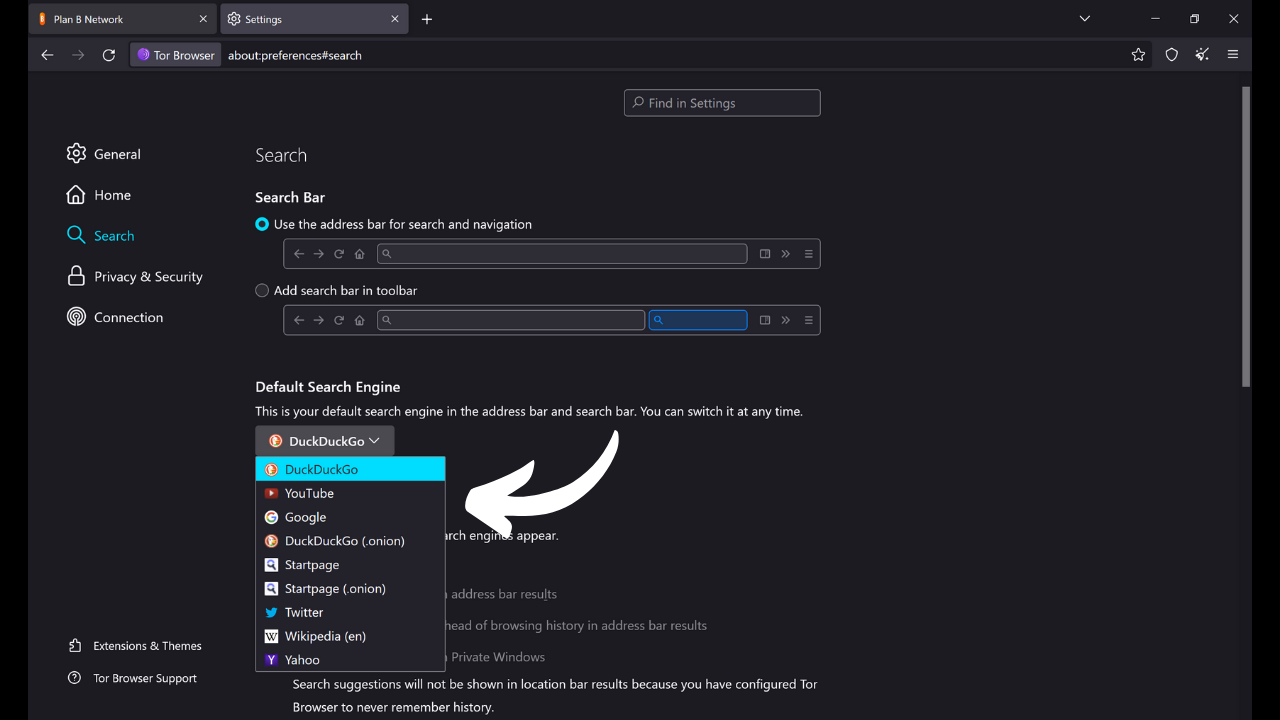 Plan B Network
Settings
Tor Browser
about:preferences#search
Find in Settings
General
Home
Search
Privacy & Security
Connection
Extensions & Themes
Tor Browser Support
Search
Search Bar
Use the address bar for search and navigation
Add search bar in toolbar
Default Search Engine
This is your default search engine in the address bar and search bar. You can switch it at any time.
DuckDuckGo
DuckDuckGo
YouTube
Google
DuckDuckGo (.onion)
Startpage
Startpage (.onion)
Twitter
Wikipedia (en)
Yahoo
engines appear.
address bar results
of browsing history in address bar results
Private Windows
Search suggestions will not be shown in location bar results because you have configured Tor
Browser to never remember history.